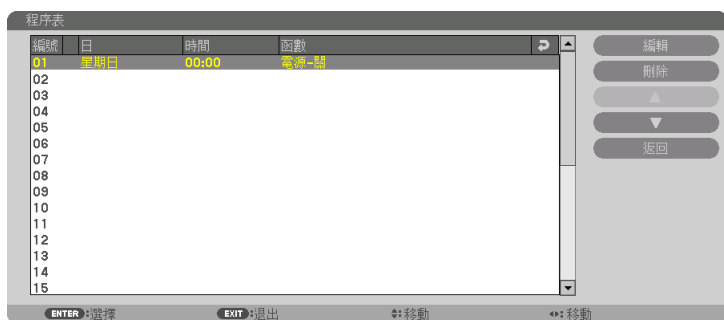 程序表
編號 日 時間 函數
01 星期日 00:00 電源-關
02
03
04
05
06
07
08
09
10
11
12
13
14
15
編輯
刪除
返回
ENTER:選擇 EXIT:退出 :移動 :移動